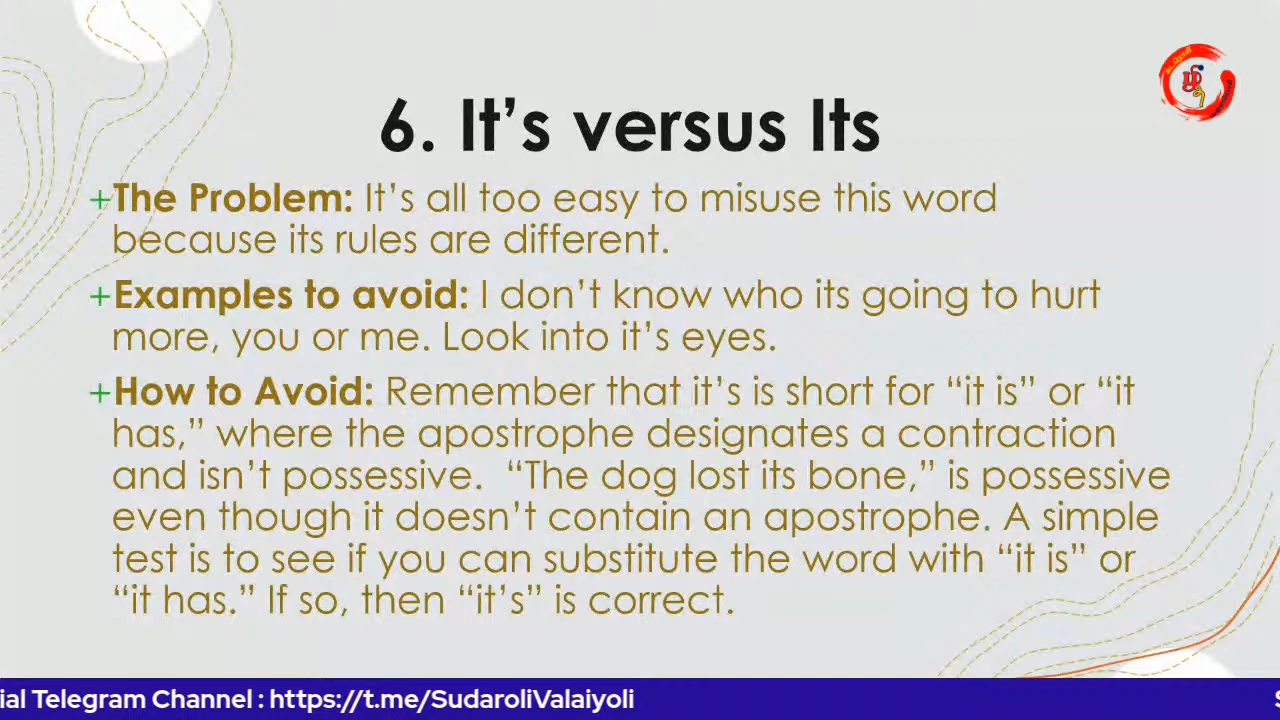 6. It’s versus Its
+The Problem: It’s all too easy to misuse this word
because its rules are different.
+Examples to avoid: I don’t know who its going to hurt
more, you or me. Look into it’s eyes.
+How to Avoid: Remember that it’s is short for “it is” or “it
has,” where the apostrophe designates a contraction
and isn’t possessive.  “The dog lost its bone,” is possessive
even though it doesn’t contain an apostrophe. A simple
test is to see if you can substitute the word with “it is” or
“it has.” If so, then “it’s” is correct.
ial Telegram Channel : https://t.me/SudaroliValaiyoli